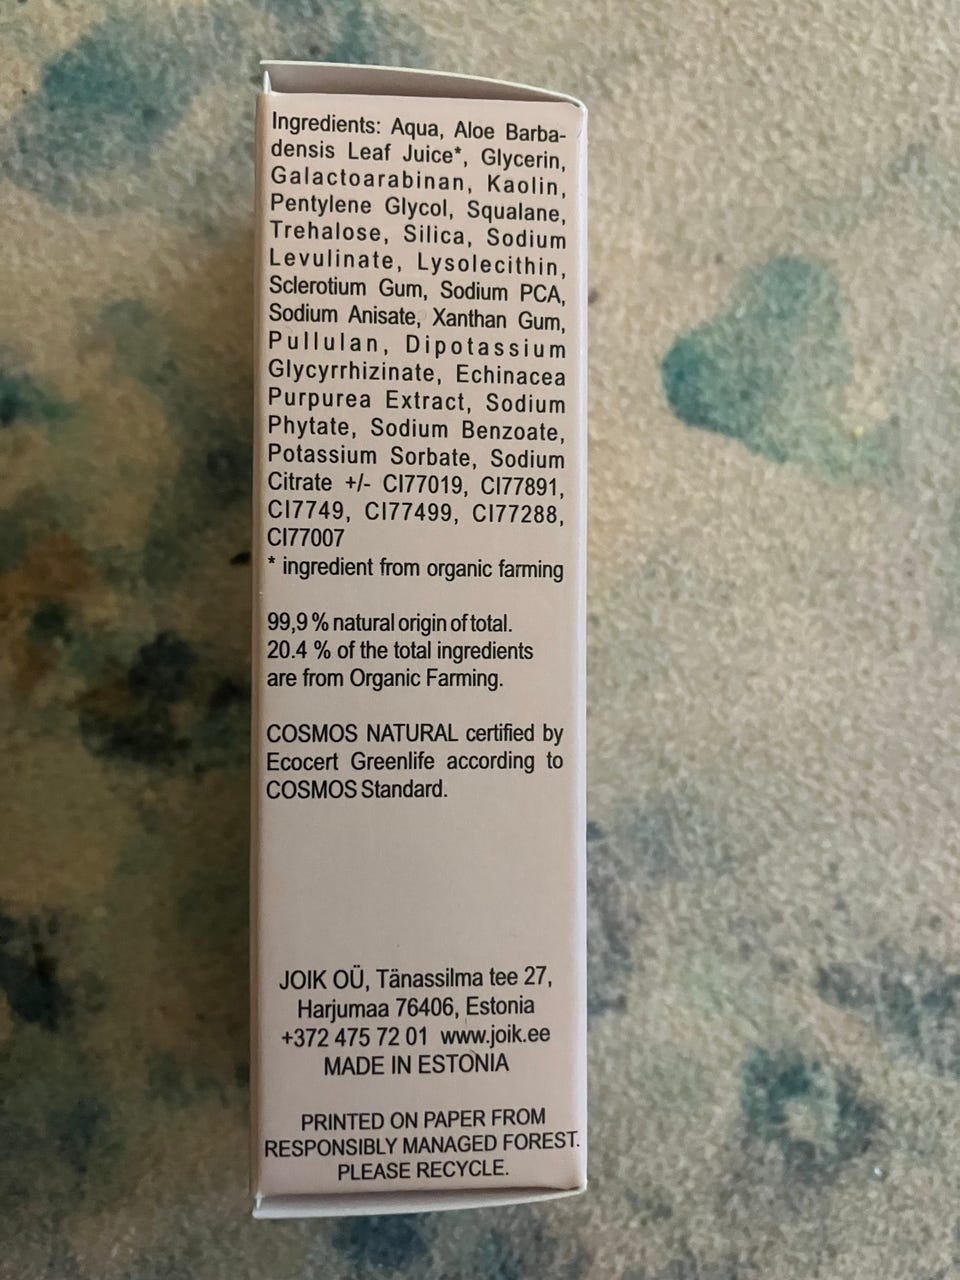 Ingredients: Aqua, Aloe Barba-
densis Leaf Juice*, Glycerin,
Galactoarabinan, Kaolin,
Pentylene Glycol, Squalane,
Trehalose, Silica, Sodium
Levulinate, Lysolecithin,
Sclerotium Gum, Sodium PCA,
Sodium Anisate, Xanthan Gum,
Pullulan, Dipotassium
Glycyrrhizinate, Echinacea
Purpurea Extract, Sodium
Phytate, Sodium Benzoate,
Potassium Sorbate, Sodium
Citrate +/- CI77019, CI77891,
CI7749, CI77499, CI77288,
CI77007
* ingredient from organic farming
99,9 % natural origin of total.
20.4 % of the total ingredients
are from Organic Farming.
COSMOS NATURAL certified by
Ecocert Greenlife according to
COSMOS Standard.
JOIK OÜ, Tänassilma tee 27,
Harjumaa 76406, Estonia
+372 475 72 01 www.joik.ee
MADE IN ESTONIA
PRINTED ON PAPER FROM
RESPONSIBLY MANAGED FOREST.
PLEASE RECYCLE.